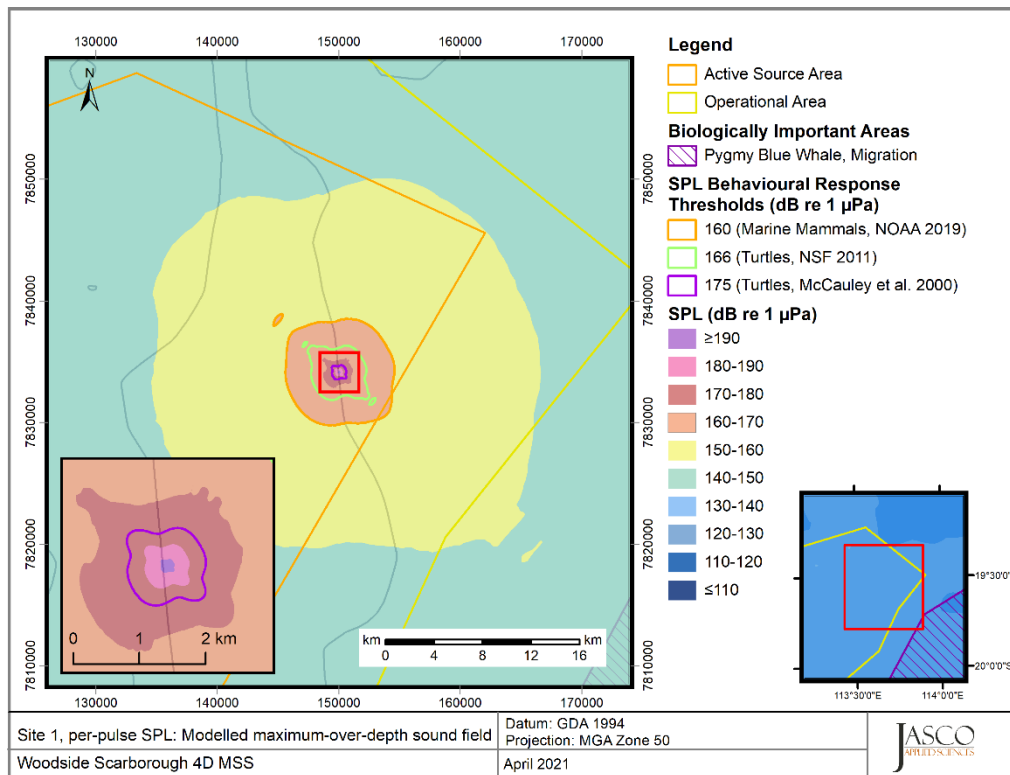 130000 140000 150000 160000 170000
N
7850000 7840000 7830000 7820000 7810000
7850000 7840000 7830000 7820000 7810000
0 1 2 km
km
0 4 8 12 16
130000 140000 150000 160000 170000
Legend
Active Source Area
Operational Area
Biologically Important Areas
Pygmy Blue Whale, Migration
SPL Behavioural Response
Thresholds (dB re 1 µPa)
160 (Marine Mammals, NOAA 2019)
166 (Turtles, NSF 2011)
175 (Turtles, McCauley et al. 2000)
SPL (dB re 1 µPa)
≥190
180-190
170-180
160-170
150-160
140-150
130-140
120-130
110-120
≤110
19°30'0"S
20°0'0"S
113°30'0"E 114°0'0"E
Site 1, per-pulse SPL: Modelled maximum-over-depth sound field
Woodside Scarborough 4D MSS
Datum: GDA 1994
Projection: MGA Zone 50
April 2021
JASCO
APPLIED SCIENCES